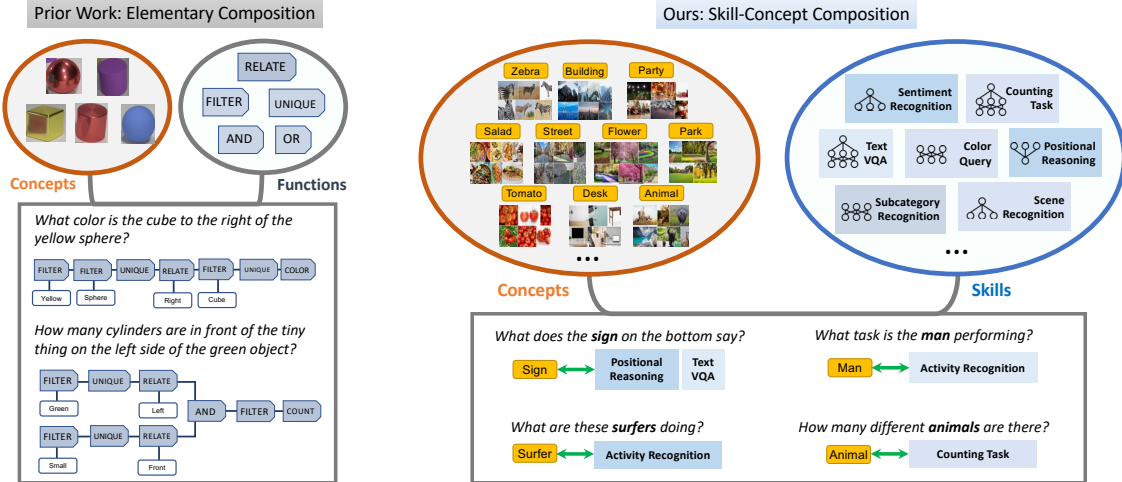 Prior Work: Elementary Composition
RELATE
FILTER
UNIQUE
AND
OR
Concepts
Functions
What color is the cube to the right of the
yellow sphere?
FILTER
FILTER
UNIQUE
RELATE
FILTER
UNIQUE
COLOR
Yellow
Sphere
Right
Cube
How many cylinders are in front of the tiny
thing on the left side of the green object?
FILTER
UNIQUE
RELATE
Green
Left
AND
FILTER
COUNT
FILTER
UNIQUE
RELATE
Small
Front
Ours: Skill-Concept Composition
Zebra
Building
Party
Salad
Street
Flower
Park
Tomato
Desk
Animal
...
Concepts
Sentiment
Recognition
Counting
Task
Text
VQA
Color
Query
Positional
Reasoning
Subcategory
Recognition
Scene
Recognition
...
Skills
What does the sign on the bottom say?
Sign
Positional
Reasoning
Text
VQA
What task is the man performing?
Man
Activity Recognition
What are these surfers doing?
Surfer
Activity Recognition
How many different animals are there?
Animal
Counting Task